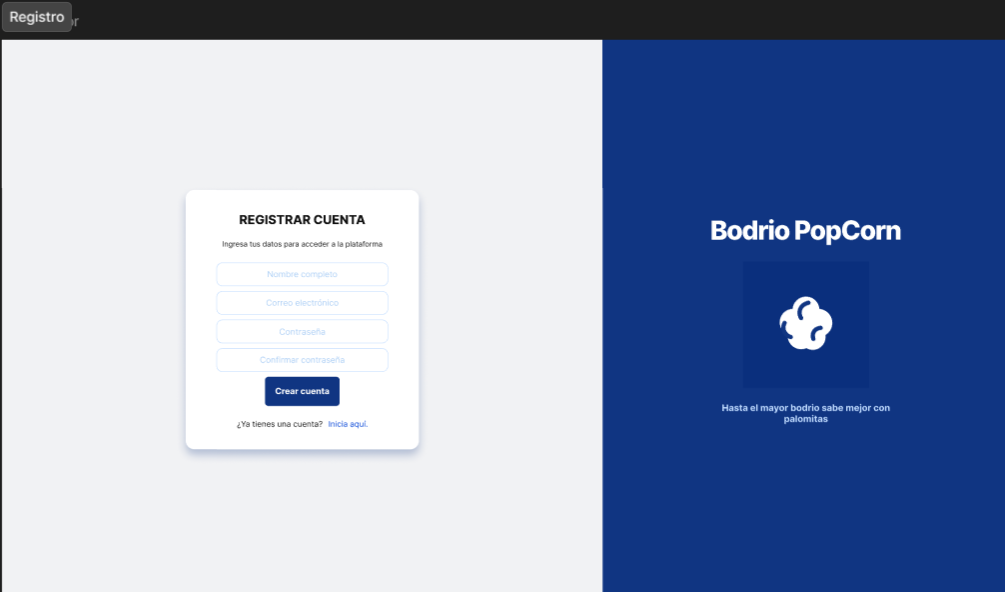 Registro
or
REGISTRAR CUENTA
Ingresa tus datos para acceder a la plataforma
Nombre completo
Correo electrónico
Contraseña
Confirmar contraseña
Crear cuenta
¿Ya tienes una cuenta? Inicia aquí.
Bodrio PopCorn
Hasta el mayor bodrio sabe mejor con
palomitas